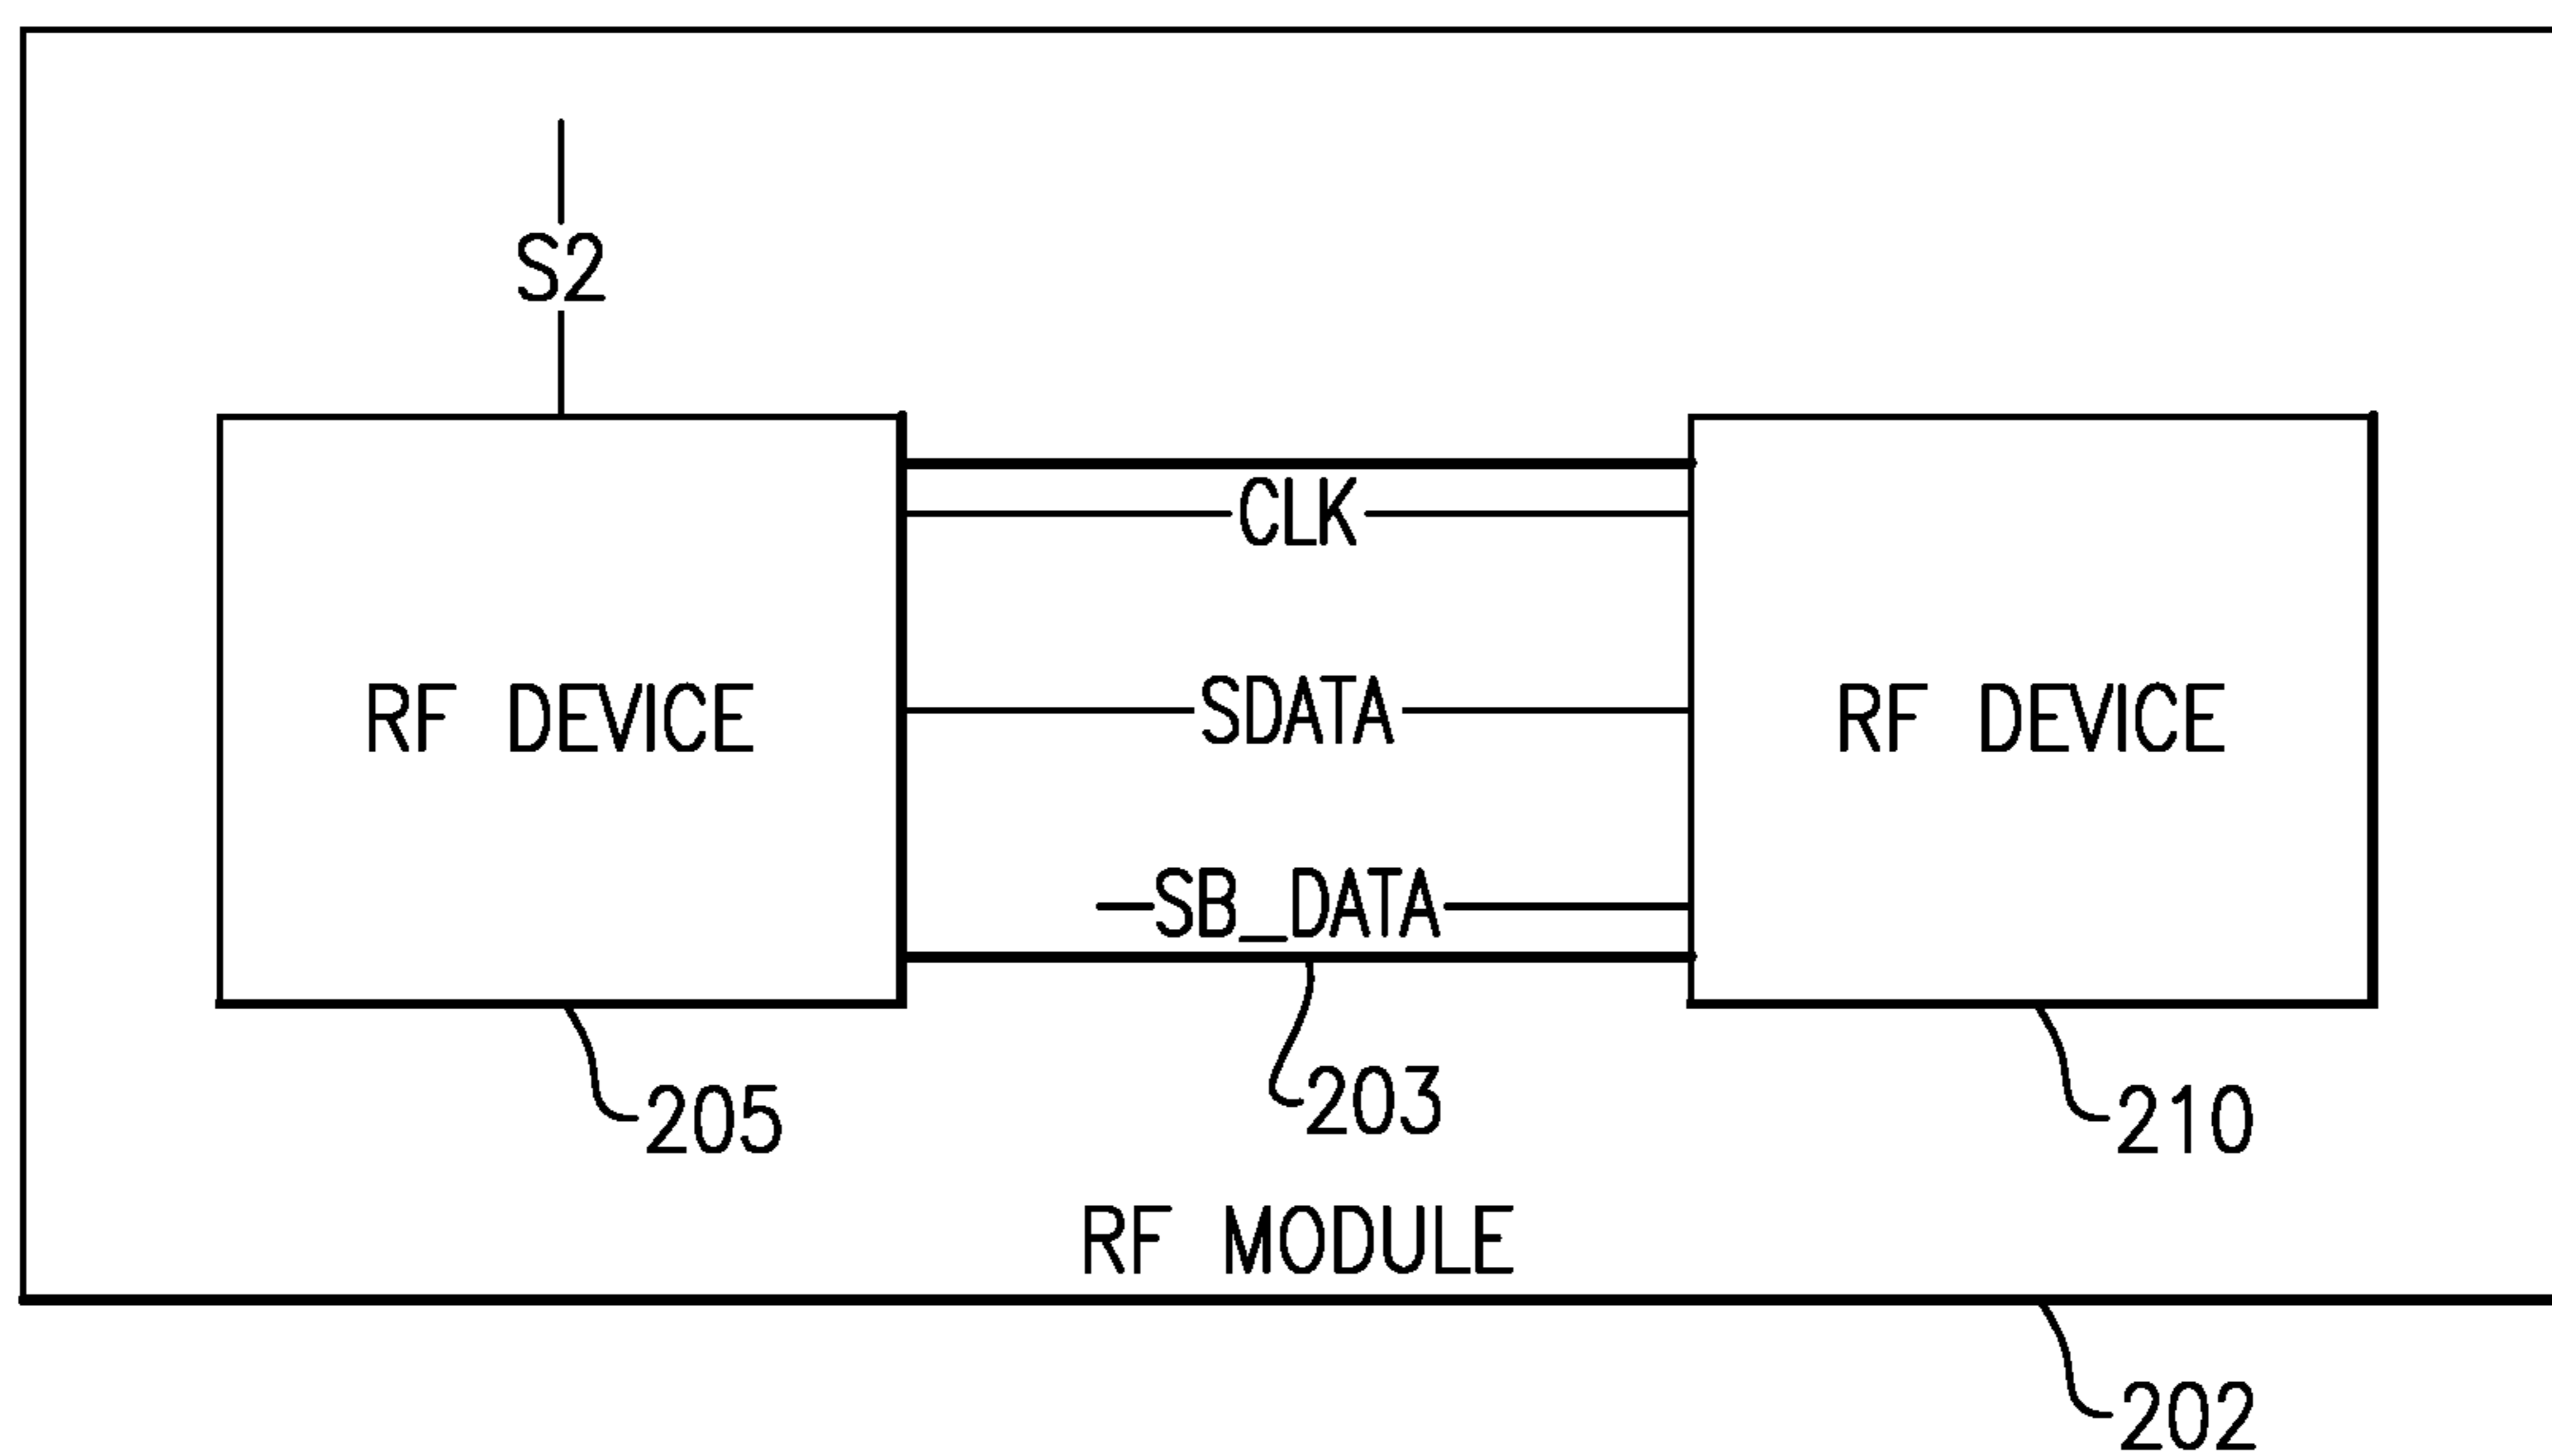 S2
CLK
RF DEVICE
SDATA
RF DEVICE
SB_DATA
205
203
210
RF MODULE
202